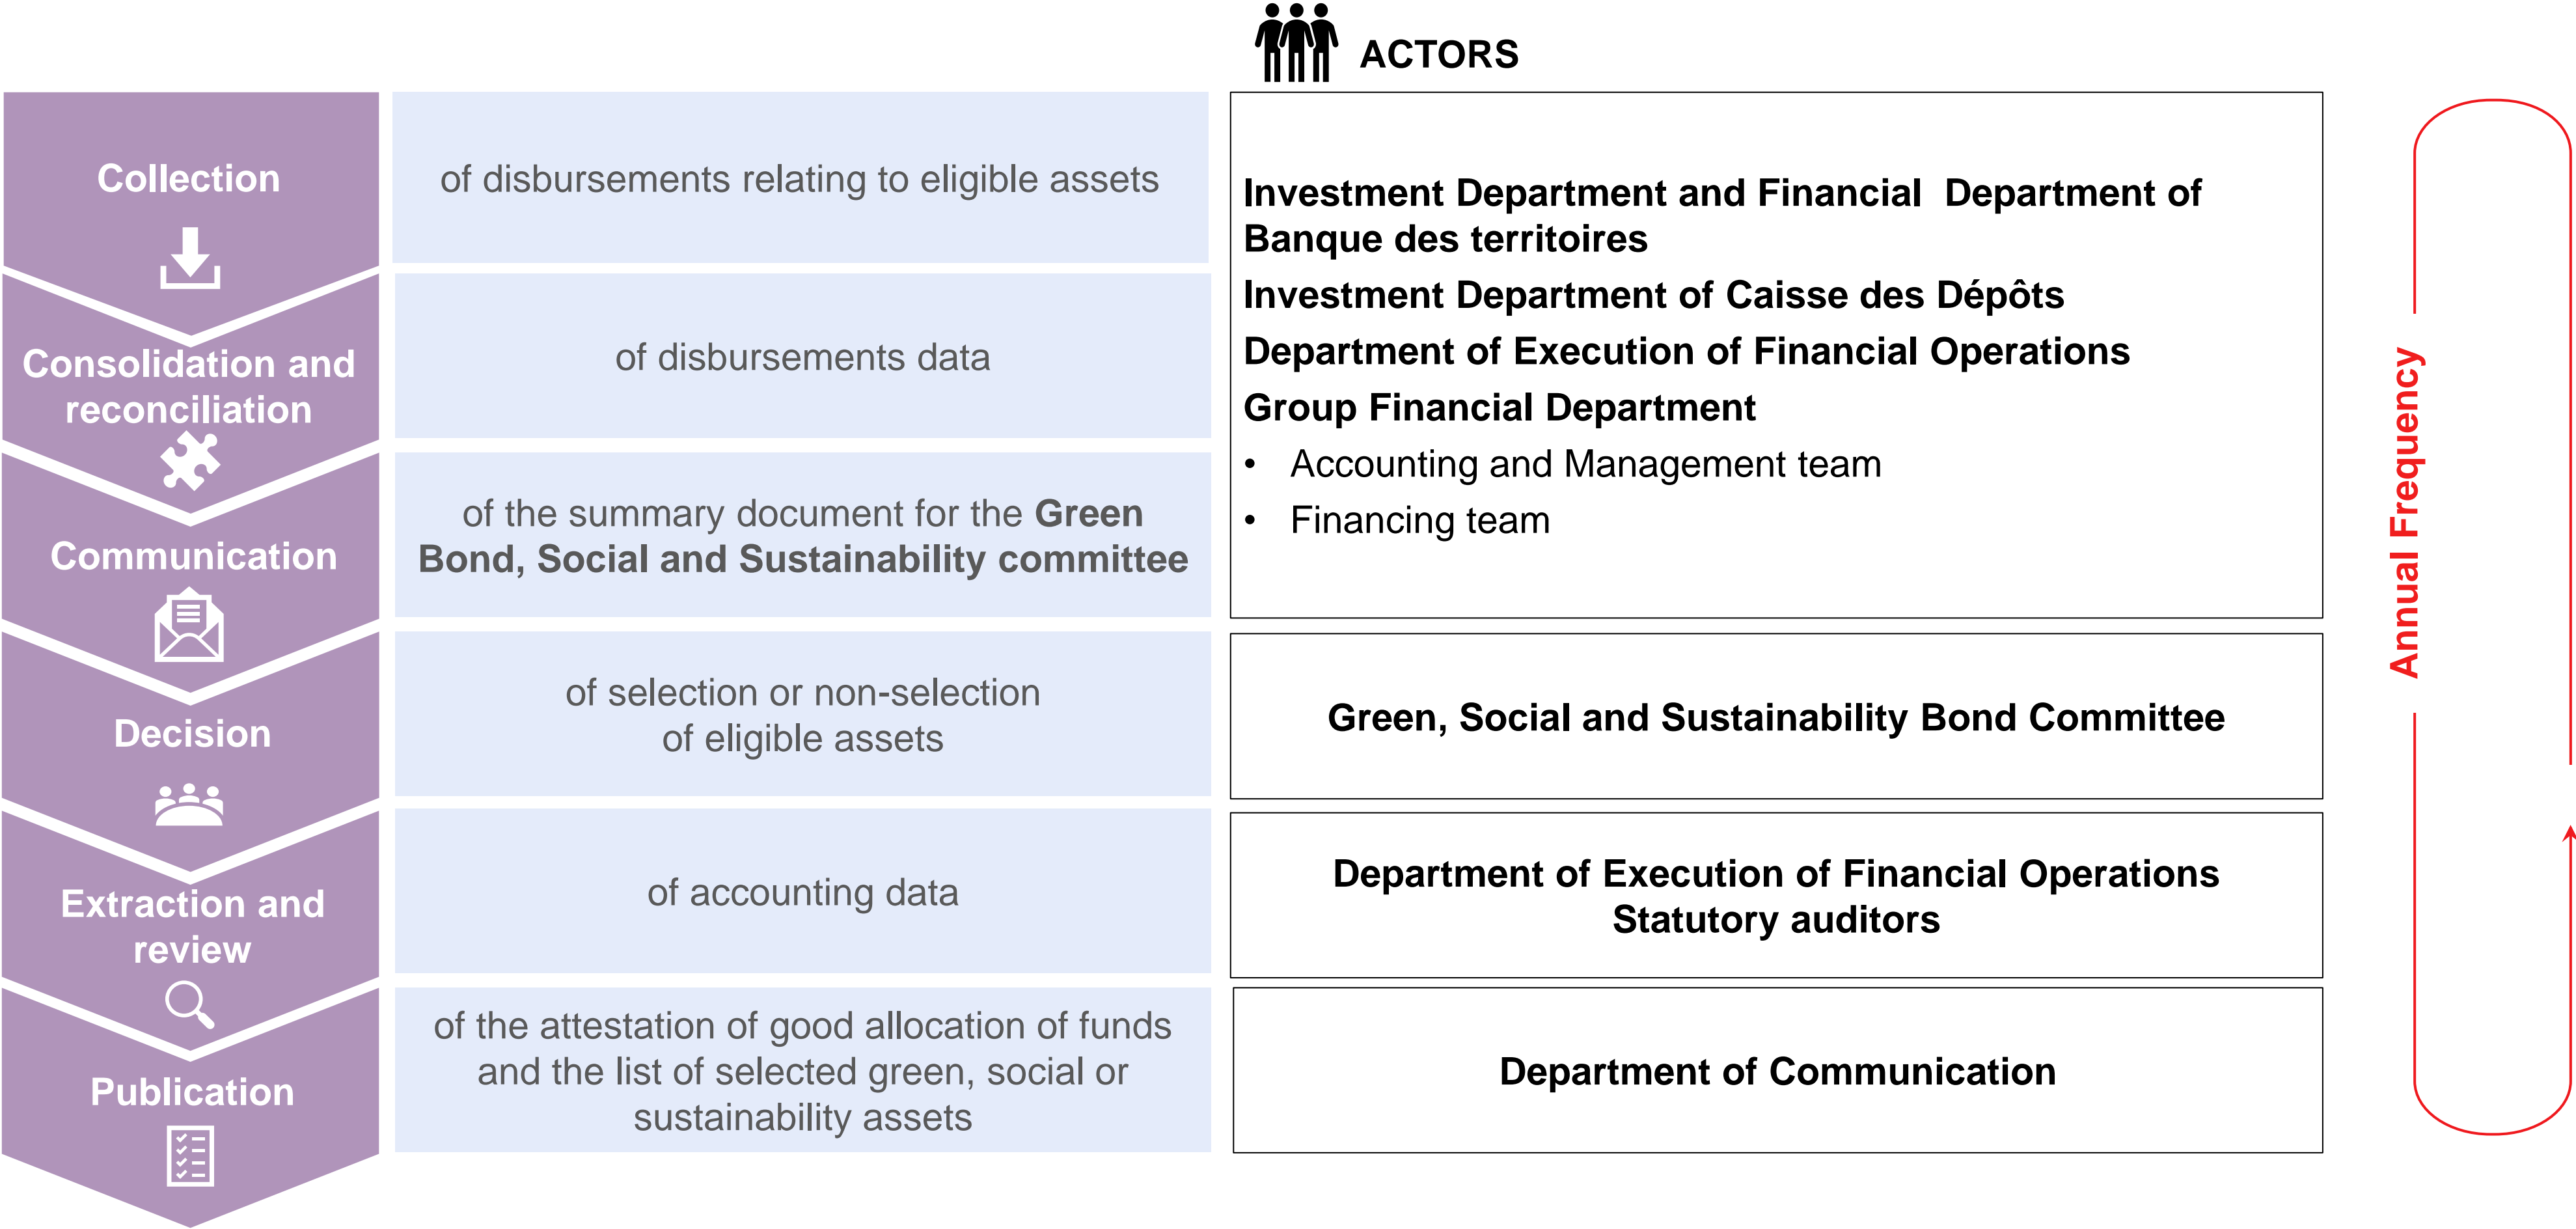 ACTORS
Collection
of disbursements relating to eligible assets
Consolidation and
reconciliation
of disbursements data
Communication
of the summary document for the Green
Bond, Social and Sustainability committee
Investment Department and Financial Department of
Banque des territoires
Investment Department of Caisse des Dépôts
Department of Execution of Financial Operations
Group Financial Department
• Accounting and Management team
• Financing team
Decision
of selection or non-selection
of eligible assets
Green, Social and Sustainability Bond Committee
Extraction and
review
of accounting data
Department of Execution of Financial Operations
Statutory auditors
Publication
of the attestation of good allocation of funds
and the list of selected green, social or
sustainability assets
Department of Communication
Annual Frequency